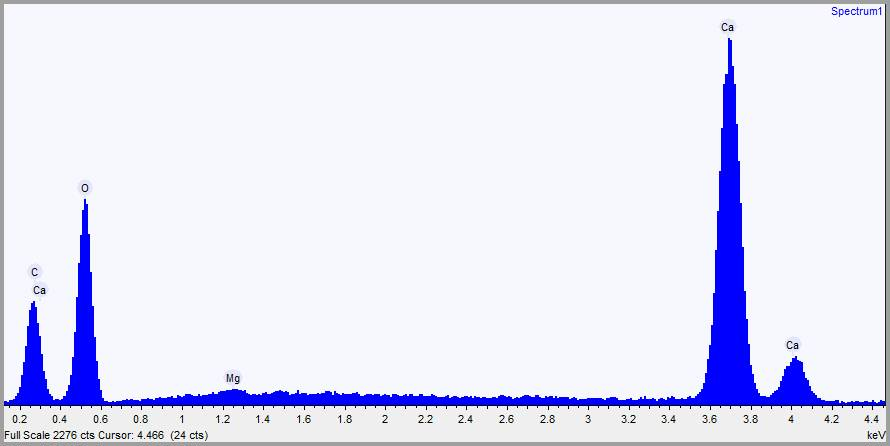 Spectrum1
Ca
O
C
Ca
Ca
Mg
0.2 0.4 0.6 0.8 1 1.2 1.4 1.6 1.8 2 2.2 2.4 2.6 2.8 3 3.2 3.4 3.6 3.8 4 4.2 4.4
Full Scale 2276 cts Cursor: 4.466 (24 cts) keV